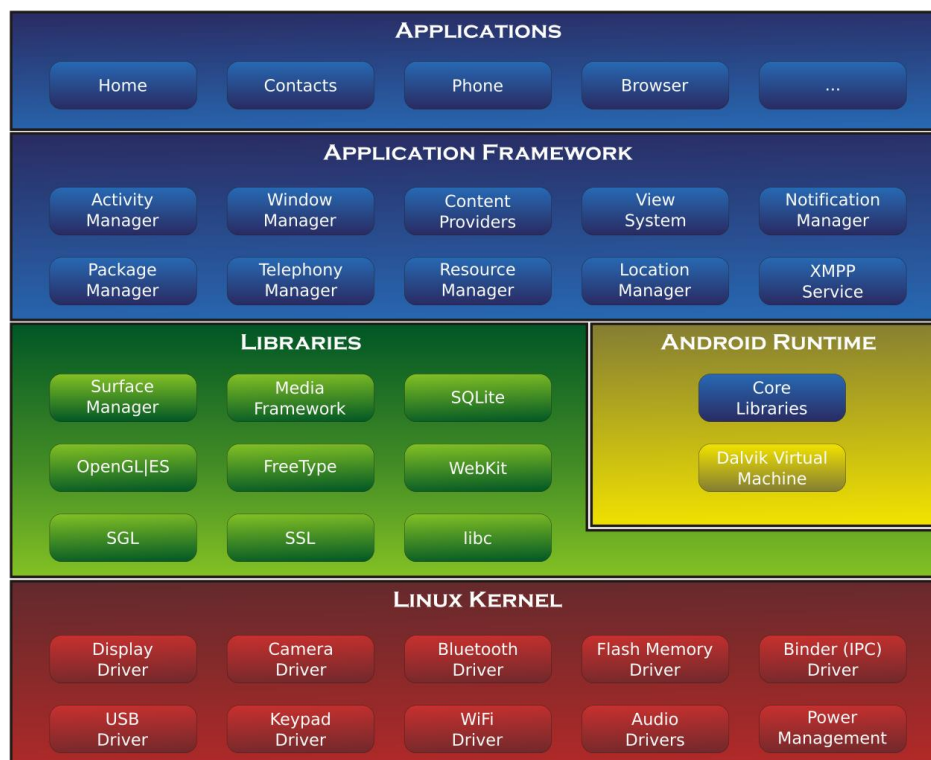 APPLICATIONS
Home
Contacts
Phone
Browser
...
APPLICATION FRAMEWORK
Activity
Manager
Window
Manager
Content
Providers
View
System
Notification
Manager
Package
Manager
Telephony
Manager
Resource
Manager
Location
Manager
XMPP
Service
LIBRARIES
Surface
Manager
Media
Framework
SQLite
OpenGL|ES
FreeType
WebKit
SGL
SSL
libc
ANDROID RUNTIME
Core
Libraries
Dalvik Virtual
Machine
LINUX KERNEL
Display
Driver
Camera
Driver
Bluetooth
Driver
Flash Memory
Driver
Binder (IPC)
Driver
USB
Driver
Keypad
Driver
WiFi
Driver
Audio
Drivers
Power
Management